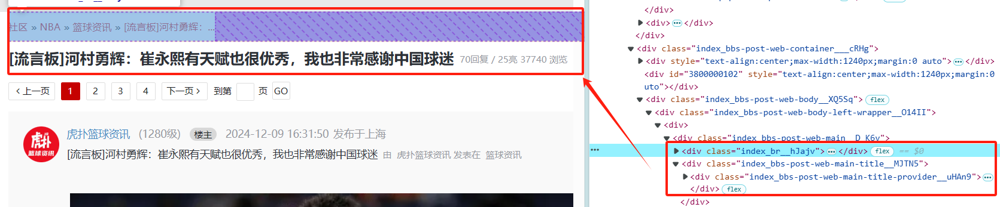 社区 » NBA » 篮球资讯 » [流言板]河村勇辉：...
[流言板]河村勇辉：崔永熙有天赋也很优秀，我也非常感谢中国球迷 70回复 / 25亮 37740 浏览
上一页 1 2 3 4 下一页 到第 页 GO
虎扑 篮球资讯
虎扑篮球资讯 (1280级) 楼主 2024-12-09 16:31:50 发布于上海
[流言板]河村勇辉：崔永熙有天赋也很优秀，我也非常感谢中国球迷 由 虎扑篮球资讯 发表在 篮球资讯
</div> flex
</div>
<div> ••• </div>
</div>
<div class="index_bbs-post-web-container___cRHg">
<div style="text-align:center;max-width:1240px;margin:0 auto"> ••• </div>
<div id="3800000102" style="text-align:center;max-width:1240px;margin:0
auto"></div>
<div class="index_bbs-post-web-body__XQ5Sq"> flex
<div class="index_bbs-post-web-body-left-wrapper__O14II">
<div>
<div class="index_bbs-post-web-main__D_K6v">
••• <div class="index_br__hJajv"> ••• </div> flex == $0
<div class="index_bbs-post-web-main-title__MJTN5">
<div class="index_bbs-post-web-main-title-provider__uHAn9"> •••
</div> flex
</div>